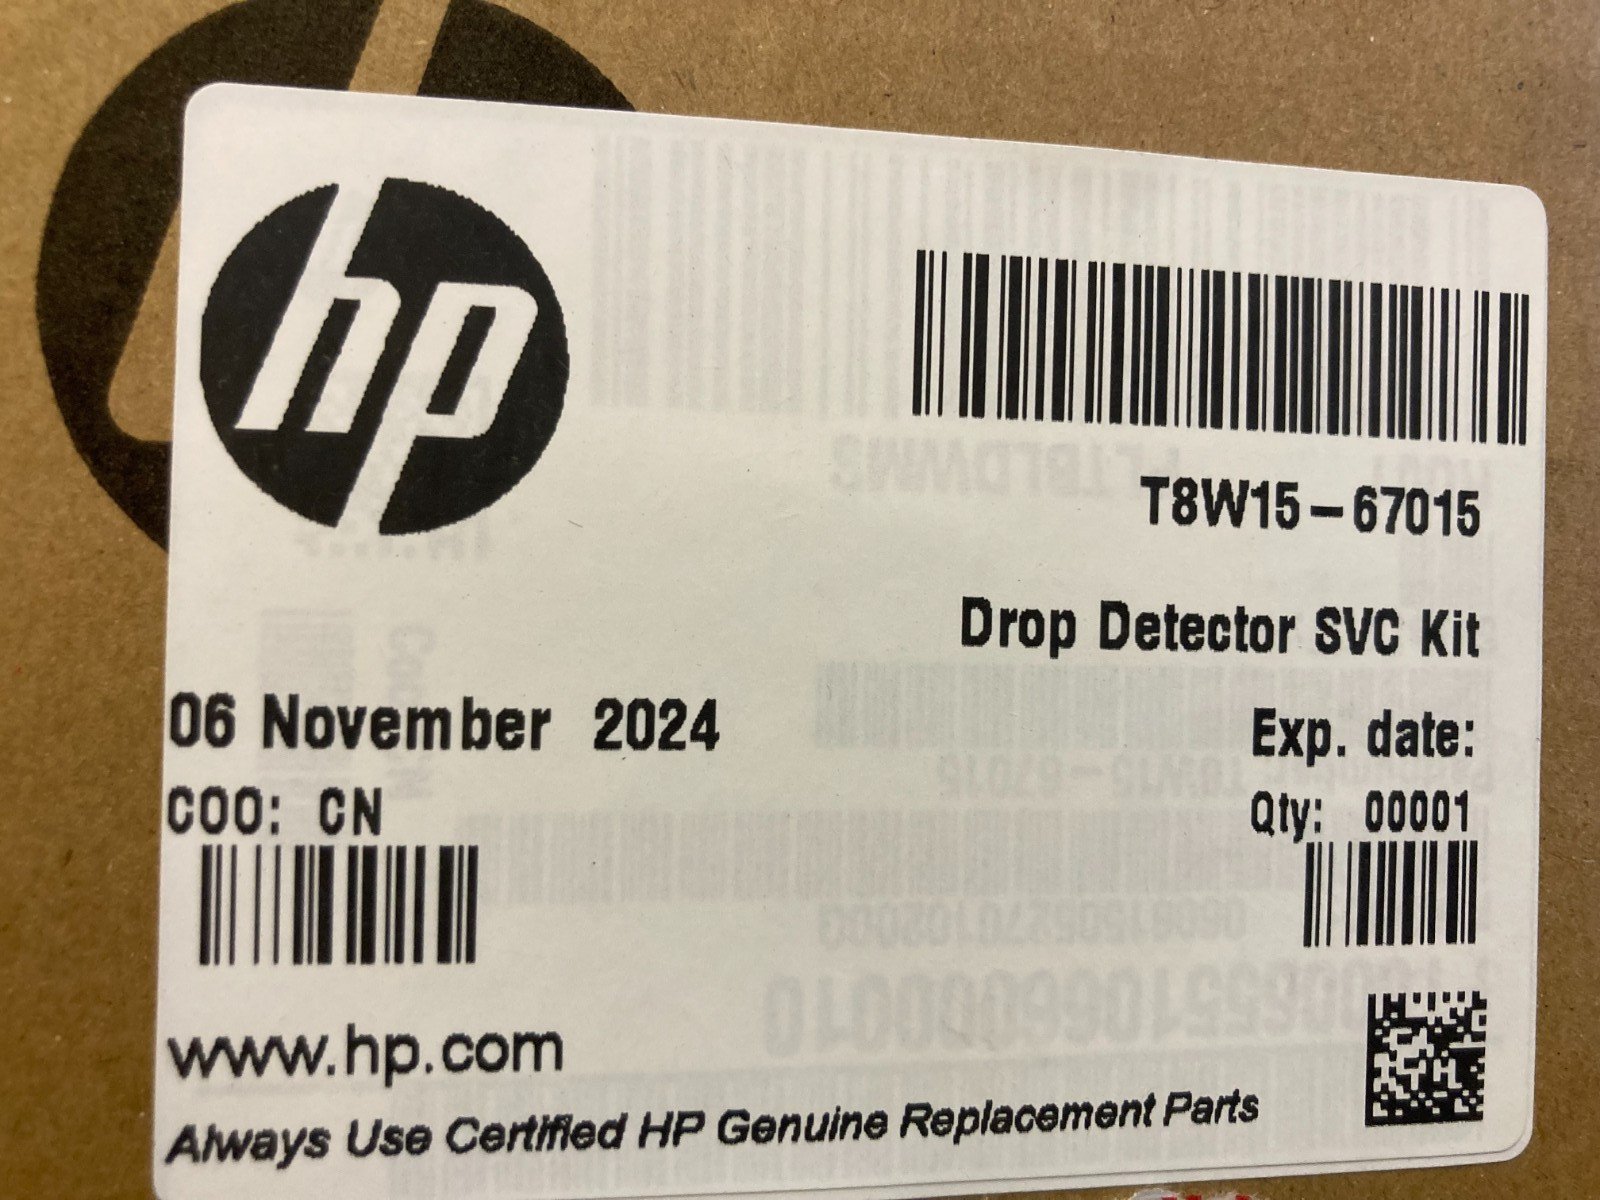 hp
T8W15-67015
Drop Detector SVC Kit
06 November 2024
Exp. date:
COO: CN
Qty: 00001
www.hp.com
Always Use Certified HP Genuine Replacement Parts